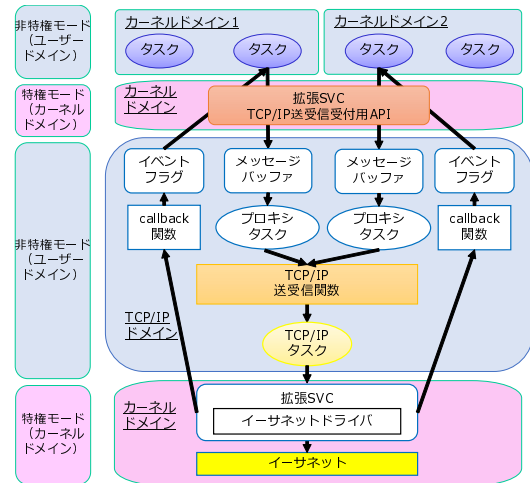 非特権モード
（ユーザー
ドメイン）
カーネルドメイン1
タスク
タスク
カーネルドメイン2
タスク
タスク
特権モード
（カーネル
ドメイン）
カーネル
ドメイン
拡張SVC
TCP/IP送受信受付用API
非特権モード
（ユーザー
ドメイン）
イベント
フラグ
メッセージ
バッファ
メッセージ
バッファ
イベント
フラグ
callback
関数
プロキシ
タスク
プロキシ
タスク
callback
関数
TCP/IP
送受信関数
TCP/IP
ドメイン
TCP/IP
タスク
特権モード
（カーネル
ドメイン）
カーネル
ドメイン
拡張SVC
イーサネットドライバ
イーサネット